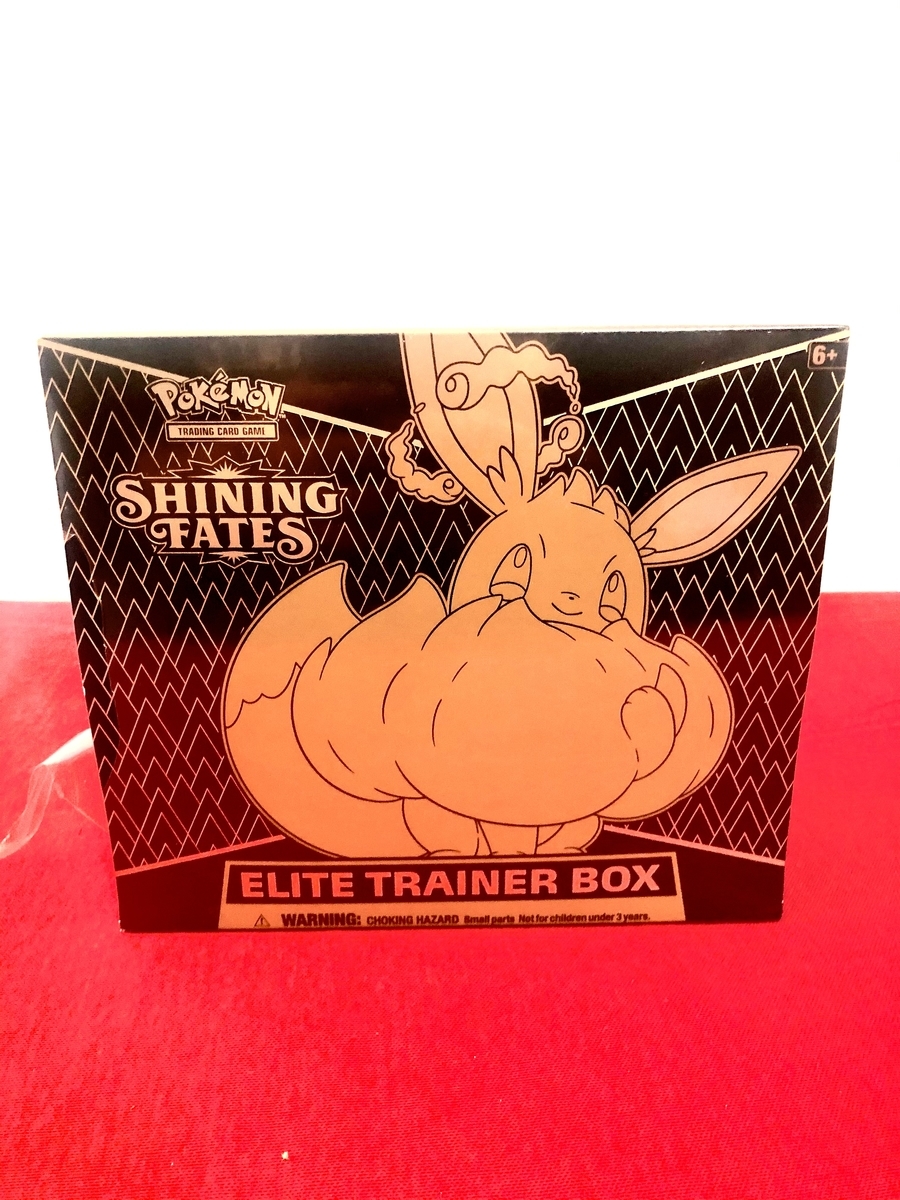 6+
Pokémon™
TRADING CARD GAME
SHINING
FATES
ELITE TRAINER BOX
WARNING: CHOKING HAZARD Small parts Not for children under 3 years.